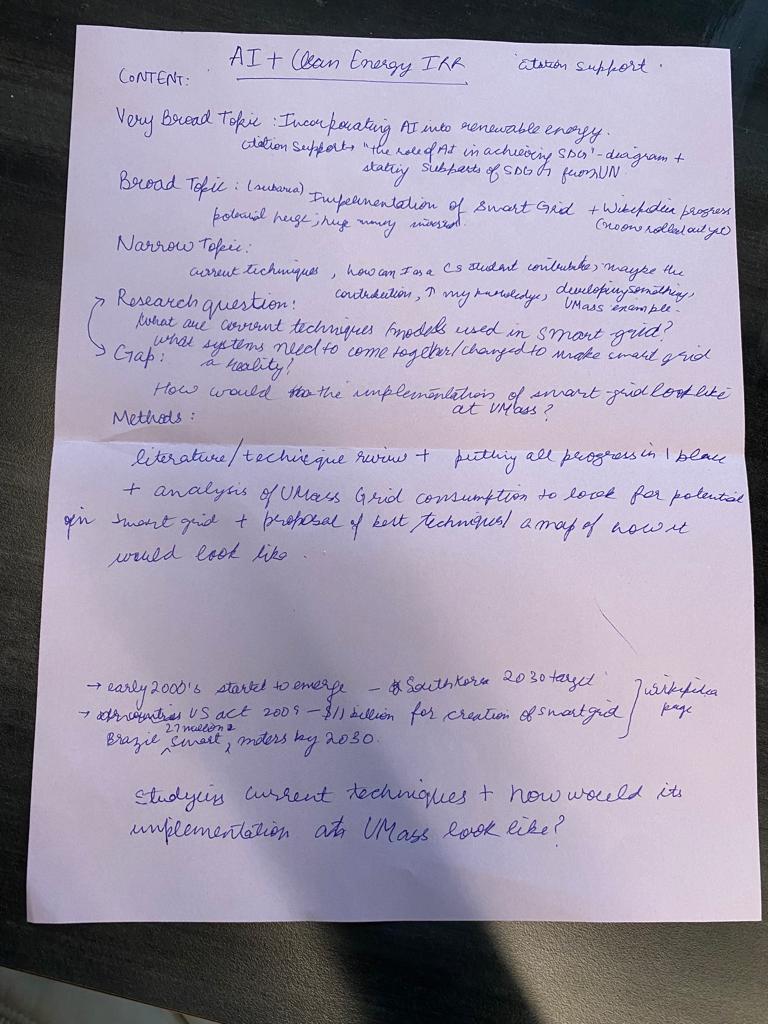 AI + Clean Energy IRR citation support.
CONTENT:
Very Broad Topic : Incorporating AI into renewable energy.
citation support → "the role of AI in achieving SDGs" - diagram +
stating subparts of SDG 7 from UN
Broad Topic : (subarea) Implementation of Smart Grid + Wikipedia progress
potential huge ; huge money invested. (no one rolled out yet)
Narrow Topic :
current techniques, how can I as a CS student contribute, maybe the
contribution, ↑ my knowledge, developing something,
UMass example.
Research question:
What are current techniques/models used in smart grid?
Gap : what systems need to come together/changed to make smart grid
a reality?
How would the implementation of smart grid look like
at UMass?
Methods :
literature/technique review + putting all progress in 1 place
+ analysis of UMass Grid consumption to look for potential
in smart grid + proposal of best techniques/ a map of how it
would look like.
→ early 2000's started to emerge - South Korea 2030 target
→ US act 2009 - $11 billion for creation of smart grid
Brazil 27 million smart meters by 2030.
wikipedia
page
Studying current techniques + how would its
implementation at UMass look like?